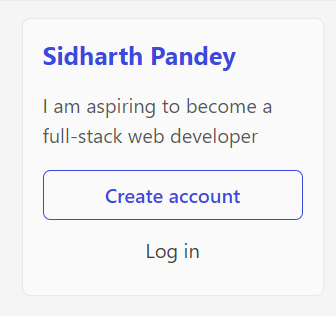 Sidharth Pandey
I am aspiring to become a
full-stack web developer
Create account
Log in